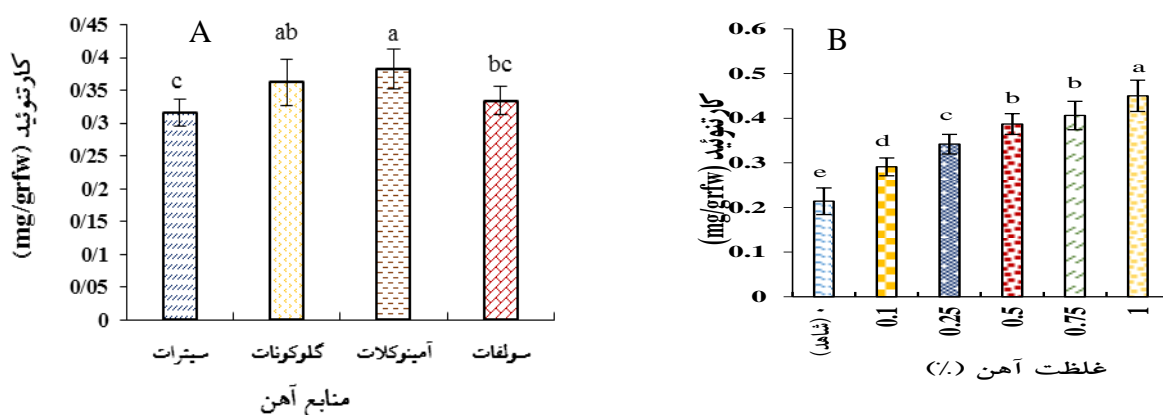 A
کارتنوئید (mg/grfw)
0/45
0/4
0/35
0/3
0/25
0/2
0/15
0/1
0/05
0
c
ab
a
bc
سیترات
گلوکونات
آمینوکلات
سولفات
منابع آهن
B
کارتنوئید (mg/grfw)
0.6
0.5
0.4
0.3
0.2
0.1
0
e
d
c
b
b
a
۰ (شاهد)
0.1
0.25
0.5
0.75
1
غلظت آهن (٪)